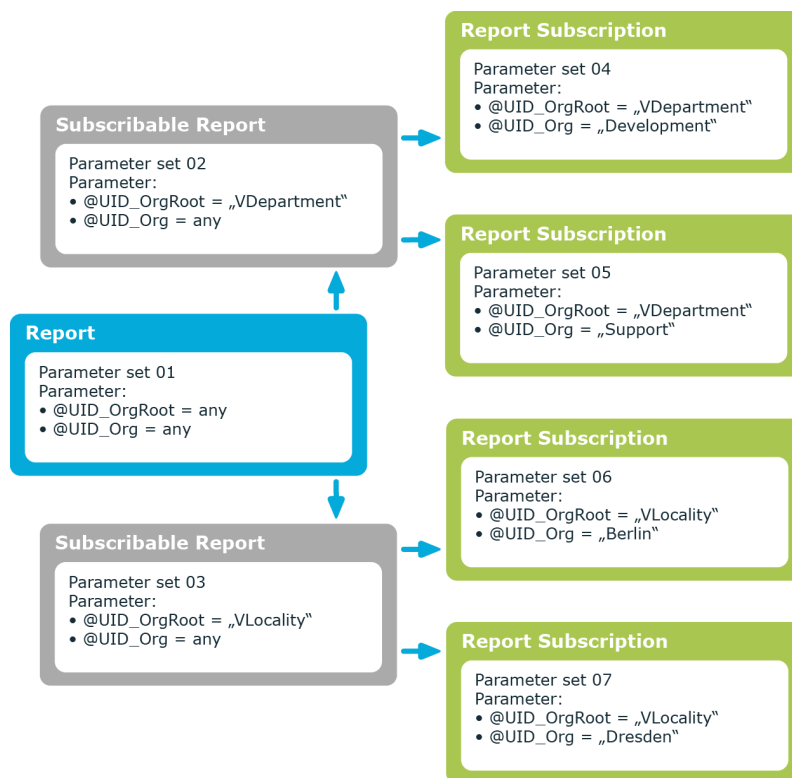 Report Subscription
Parameter set 04
Parameter:
• @UID_OrgRoot = „VDepartment“
• @UID_Org = „Development“
Subscribable Report
Parameter set 02
Parameter:
• @UID_OrgRoot = „VDepartment“
• @UID_Org = any
Report Subscription
Parameter set 05
Parameter:
• @UID_OrgRoot = „VDepartment“
• @UID_Org = „Support“
Report
Parameter set 01
Parameter:
• @UID_OrgRoot = any
• @UID_Org = any
Report Subscription
Parameter set 06
Parameter:
• @UID_OrgRoot = „VLocality“
• @UID_Org = „Berlin“
Subscribable Report
Parameter set 03
Parameter:
• @UID_OrgRoot = „VLocality“
• @UID_Org = any
Report Subscription
Parameter set 07
Parameter:
• @UID_OrgRoot = „VLocality“
• @UID_Org = „Dresden“